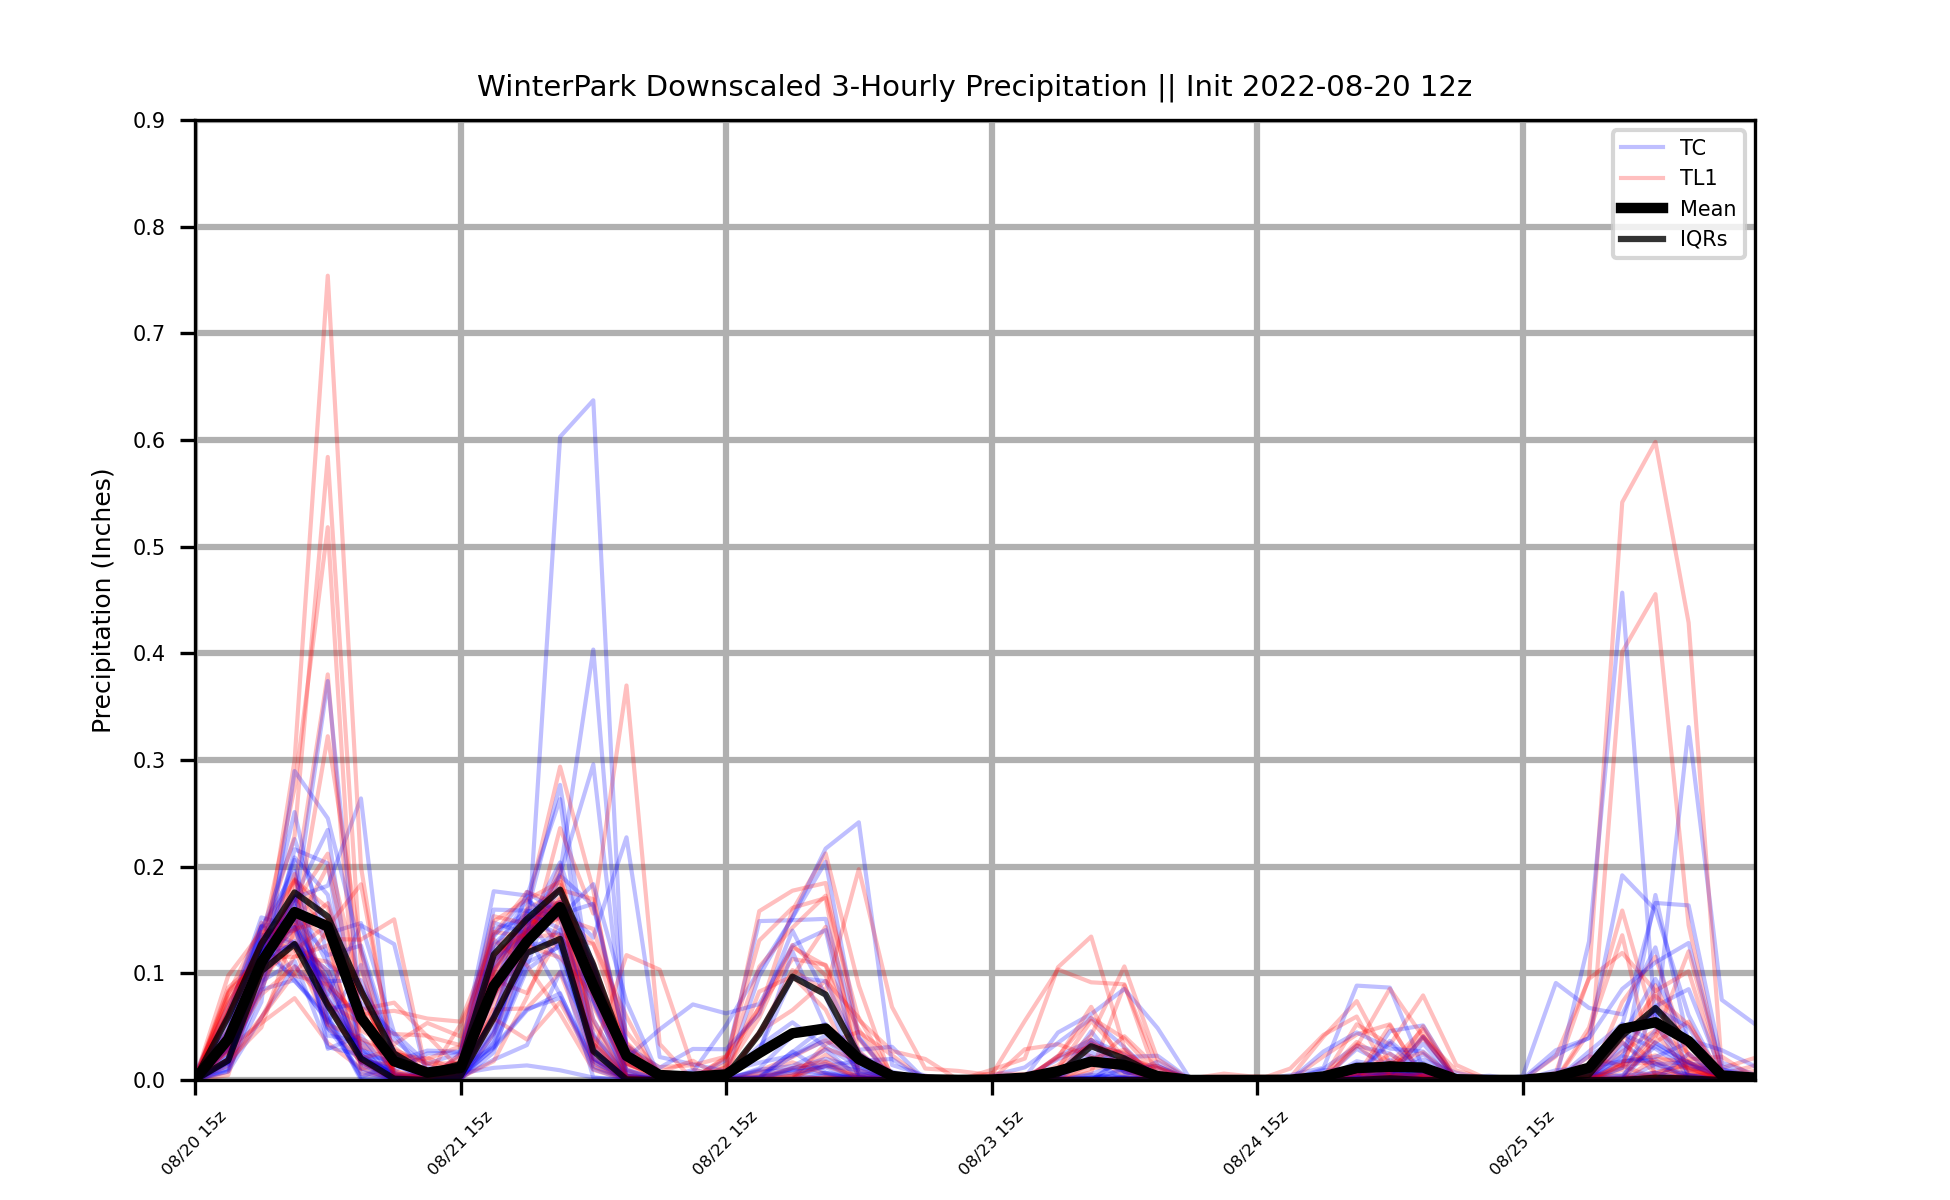 WinterPark Downscaled 3-Hourly Precipitation || Init 2022-08-20 12z
Precipitation (Inches)
0.9
0.8
0.7
0.6
0.5
0.4
0.3
0.2
0.1
0.0
TC
TL1
Mean
IQRs
08/20 15z
08/21 15z
08/22 15z
08/23 15z
08/24 15z
08/25 15z